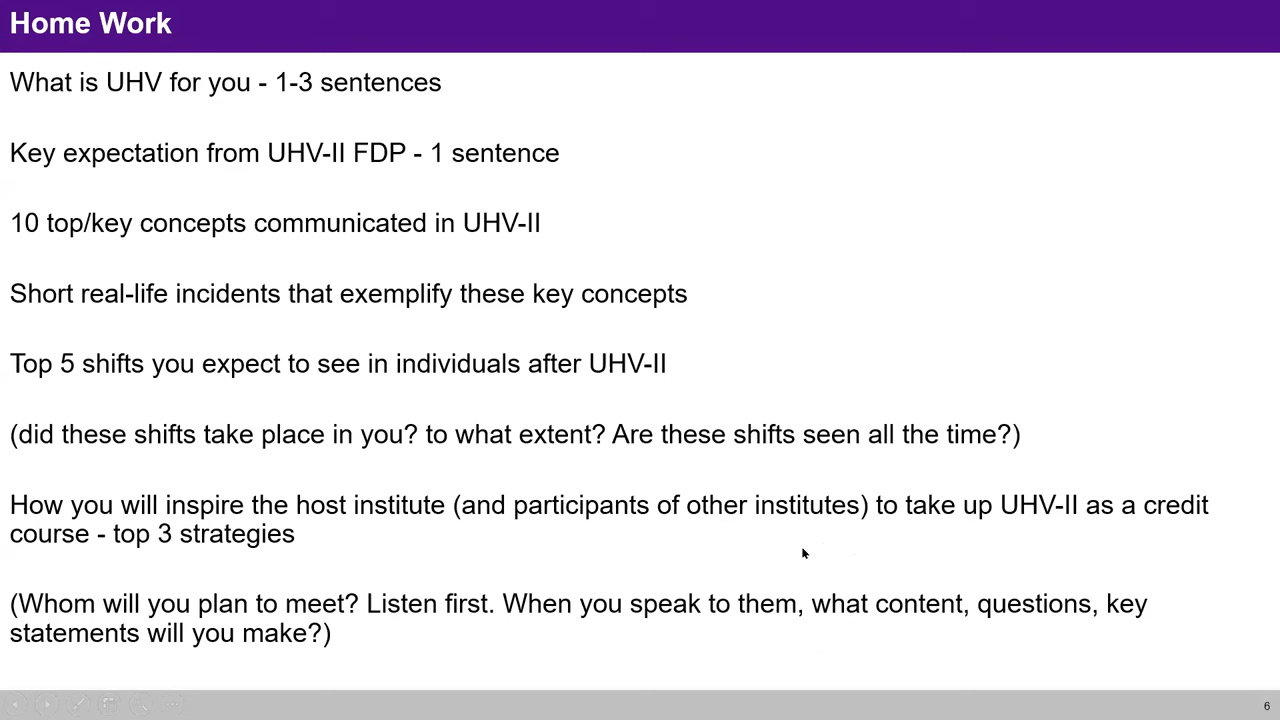 Home Work
What is UHV for you - 1-3 sentences
Key expectation from UHV-II FDP - 1 sentence
10 top/key concepts communicated in UHV-II
Short real-life incidents that exemplify these key concepts
Top 5 shifts you expect to see in individuals after UHV-II
(did these shifts take place in you? to what extent? Are these shifts seen all the time?)
How you will inspire the host institute (and participants of other institutes) to take up UHV-II as a credit
course - top 3 strategies
(Whom will you plan to meet? Listen first. When you speak to them, what content, questions, key
statements will you make?)
6